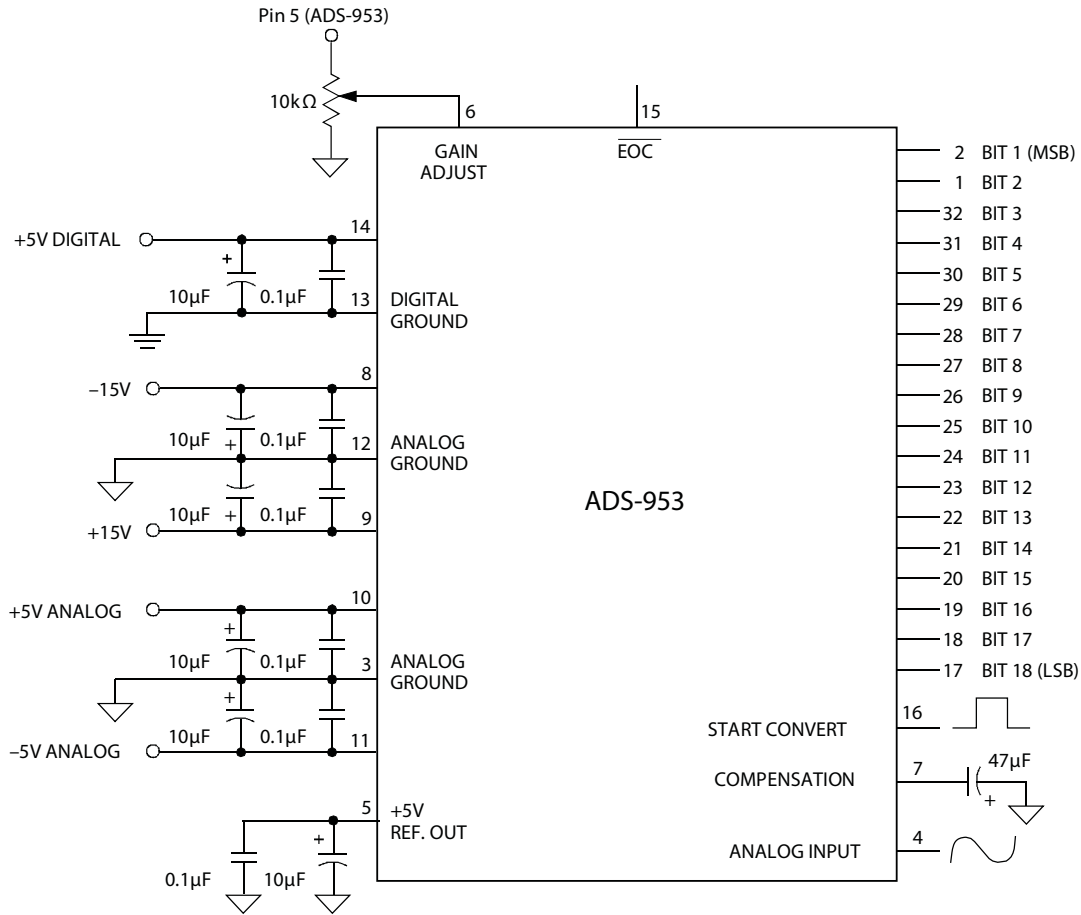 Pin 5 (ADS-953)
10kΩ
6
15
GAIN
ADJUST
EOC
2 BIT 1 (MSB)
1 BIT 2
32 BIT 3
31 BIT 4
30 BIT 5
29 BIT 6
28 BIT 7
27 BIT 8
26 BIT 9
25 BIT 10
24 BIT 11
23 BIT 12
22 BIT 13
21 BIT 14
20 BIT 15
19 BIT 16
18 BIT 17
17 BIT 18 (LSB)
+5V DIGITAL
14
+
10µF
0.1µF
13
DIGITAL
GROUND
–15V
8
10µF
+
0.1µF
12
ANALOG
GROUND
10µF
+
0.1µF
+15V
9
ADS-953
+5V ANALOG
10
+
10µF
0.1µF
3
ANALOG
GROUND
+
10µF
0.1µF
–5V ANALOG
11
5
+5V
REF. OUT
+
0.1µF
10µF
START CONVERT
16
COMPENSATION
7
47µF
+
ANALOG INPUT
4